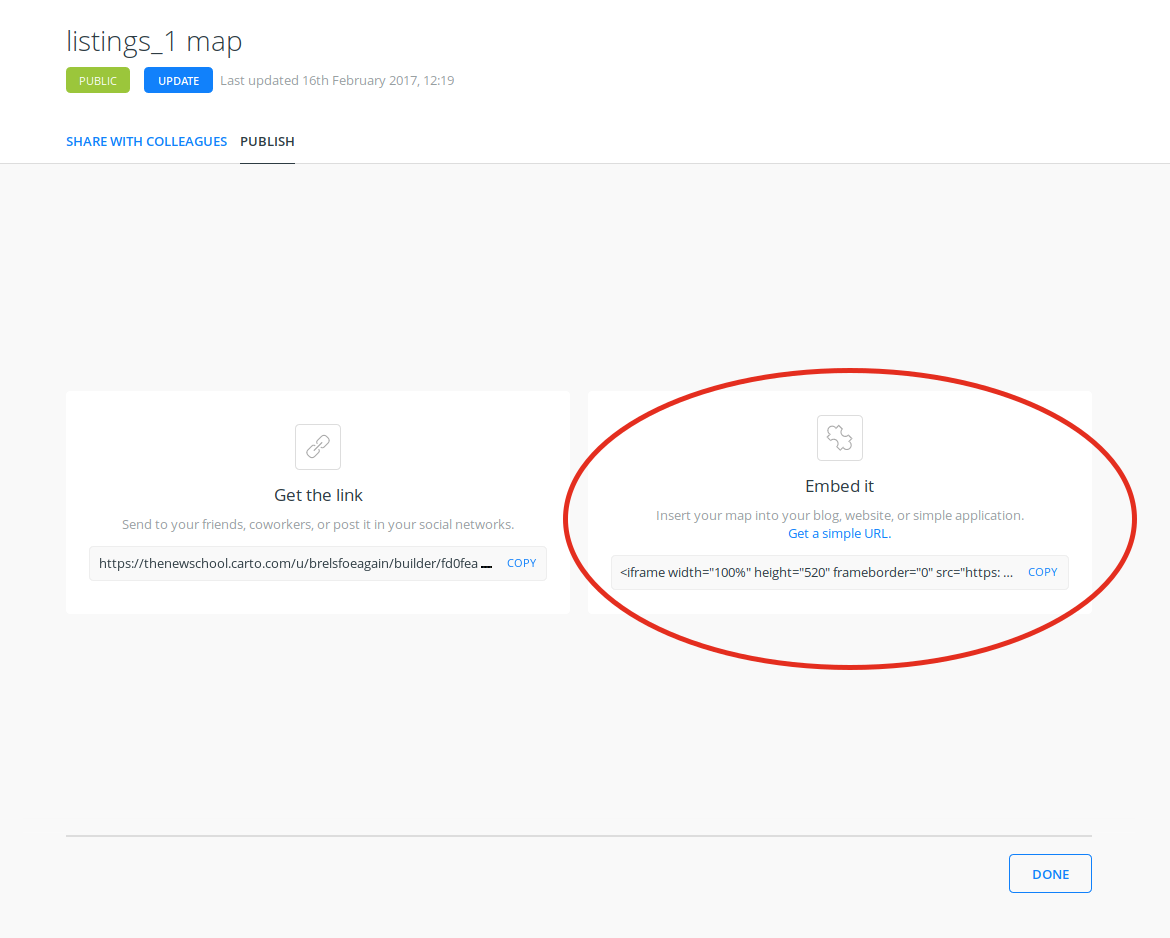 listings_1 map
PUBLIC UPDATE Last updated 16th February 2017, 12:19
SHARE WITH COLLEAGUES PUBLISH
Get the link
Send to your friends, coworkers, or post it in your social networks.
https://thenewschool.carto.com/u/brelsfoeagain/builder/fd0fea COPY
Embed it
Insert your map into your blog, website, or simple application.
Get a simple URL.
<iframe width="100%" height="520" frameborder="0" src="https: ... COPY
DONE